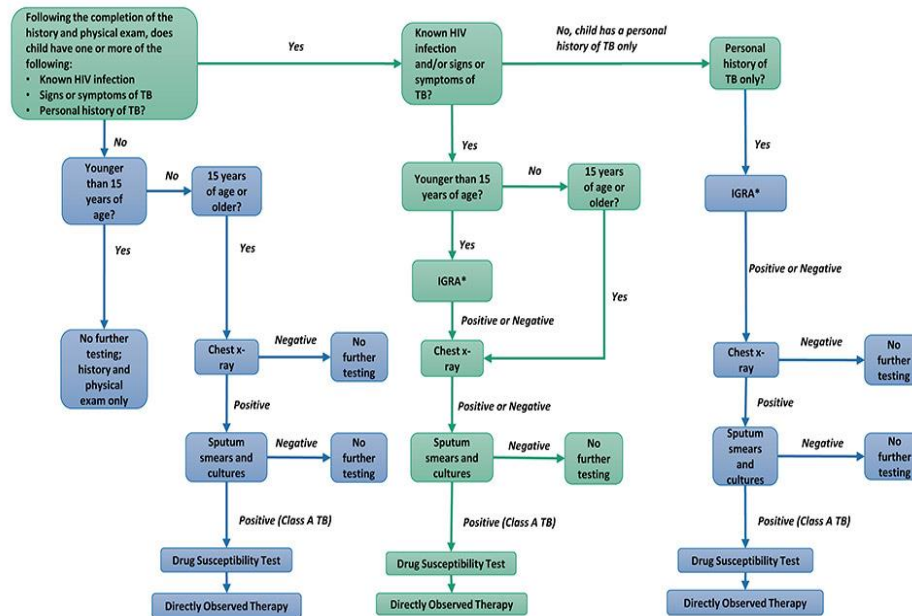 Following the completion of the
history and physical exam, does
child have one or more of the
following:
• Known HIV infection
• Signs or symptoms of TB
• Personal history of TB?
Yes
Known HIV
infection
and/or signs or
symptoms of
TB?
No, child has a personal
history of TB only
Personal
history of
TB only?
No
Younger
than 15
years of
age?
No
15 years
of age or
older?
Yes
Yes
No further
testing;
history and
physical
exam only
Chest x-
ray
Negative
No
further
testing
Positive
Sputum
smears and
cultures
Negative
No
further
testing
Positive (Class A TB)
Drug Susceptibility Test
Directly Observed Therapy
Yes
Younger than 15
years of age?
No
15 years
of age or
older?
Yes
IGRA*
Yes
Positive or Negative
Chest x-
ray
Positive or Negative
Sputum
smears and
cultures
Negative
No
further
testing
Positive (Class A TB)
Drug Susceptibility Test
Directly Observed Therapy
Yes
IGRA*
Positive or Negative
Chest x-
ray
Negative
No
further
testing
Positive
Sputum
smears
and
cultures
Negative
No
further
testing
Positive (Class A TB)
Drug Susceptibility Test
Directly Observed Therapy